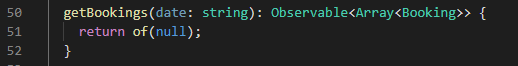 50 getBookings(date: string): Observable<Array<Booking>> {
51 return of(null);
52 }